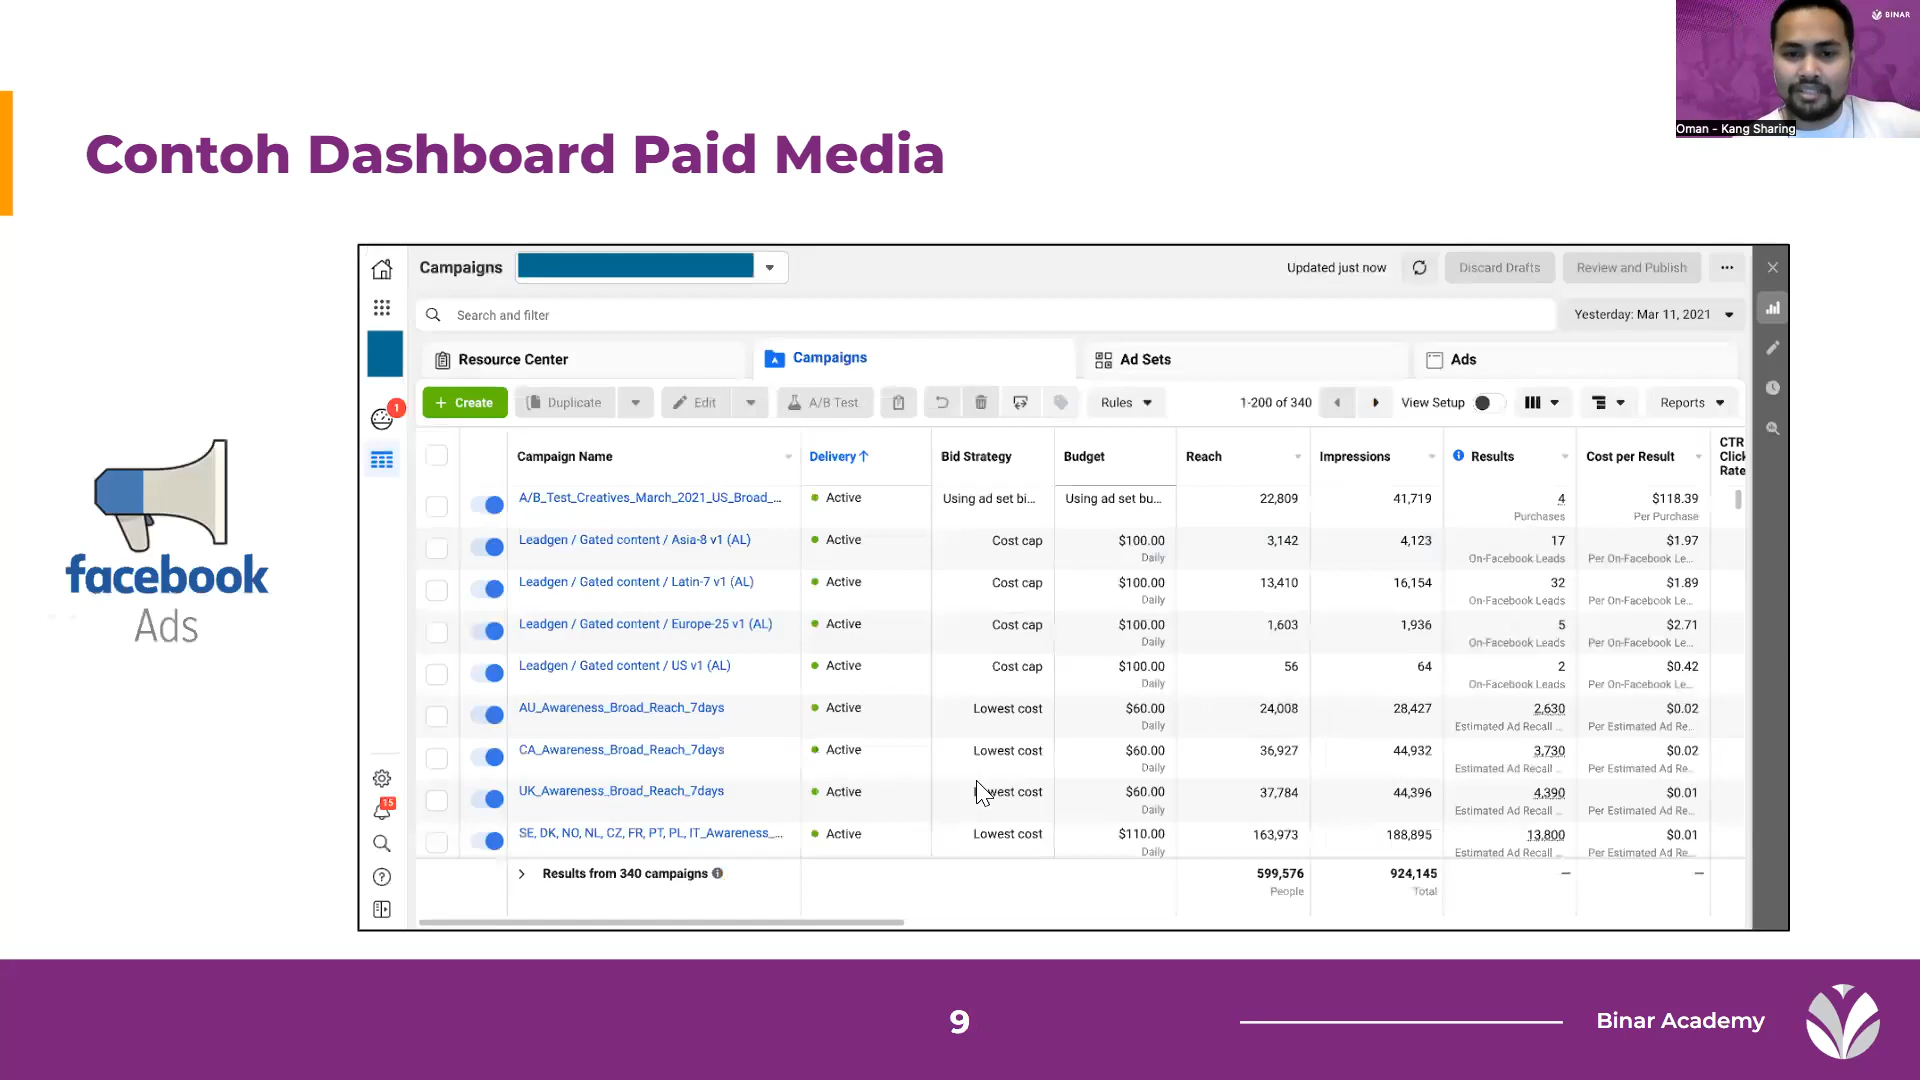 BINAR
Oman - Kang Sharing
Contoh Dashboard Paid Media
facebook
Ads
Campaigns
Updated just now
Discard Drafts
Review and Publish
Search and filter
Yesterday: Mar 11, 2021
Resource Center
Campaigns
Ad Sets
Ads
1
+ Create
Duplicate
Edit
A/B Test
Rules
1-200 of 340
View Setup
Reports
Campaign Name
Delivery ↑
Bid Strategy
Budget
Reach
Impressions
Results
Cost per Result
CTR
Click
Rate
A/B_Test_Creatives_March_2021_US_Broad_...
Active
Using ad set bi...
Using ad set bu...
22,809
41,719
4
Purchases
$118.39
Per Purchase
Leadgen / Gated content / Asia-8 v1 (AL)
Active
Cost cap
$100.00
Daily
3,142
4,123
17
On-Facebook Leads
$1.97
Per On-Facebook Le...
Leadgen / Gated content / Latin-7 v1 (AL)
Active
Cost cap
$100.00
Daily
13,410
16,154
32
On-Facebook Leads
$1.89
Per On-Facebook Le...
Leadgen / Gated content / Europe-25 v1 (AL)
Active
Cost cap
$100.00
Daily
1,603
1,936
5
On-Facebook Leads
$2.71
Per On-Facebook Le...
Leadgen / Gated content / US v1 (AL)
Active
Cost cap
$100.00
Daily
56
64
2
On-Facebook Leads
$0.42
Per On-Facebook Le...
AU_Awareness_Broad_Reach_7days
Active
Lowest cost
$60.00
Daily
24,008
28,427
2,630
Estimated Ad Recall ...
$0.02
Per Estimated Ad Re...
CA_Awareness_Broad_Reach_7days
Active
Lowest cost
$60.00
Daily
36,927
44,932
3,730
Estimated Ad Recall ...
$0.02
Per Estimated Ad Re...
UK_Awareness_Broad_Reach_7days
Active
Lowest cost
$60.00
Daily
37,784
44,396
4,390
Estimated Ad Recall ...
$0.01
Per Estimated Ad Re...
SE, DK, NO, NL, CZ, FR, PT, PL, IT_Awareness_...
Active
Lowest cost
$110.00
Daily
163,973
188,895
13,800
Estimated Ad Recall ...
$0.01
Per Estimated Ad Re...
15
Results from 340 campaigns
599,576
People
924,145
Total
—
—
9
Binar Academy